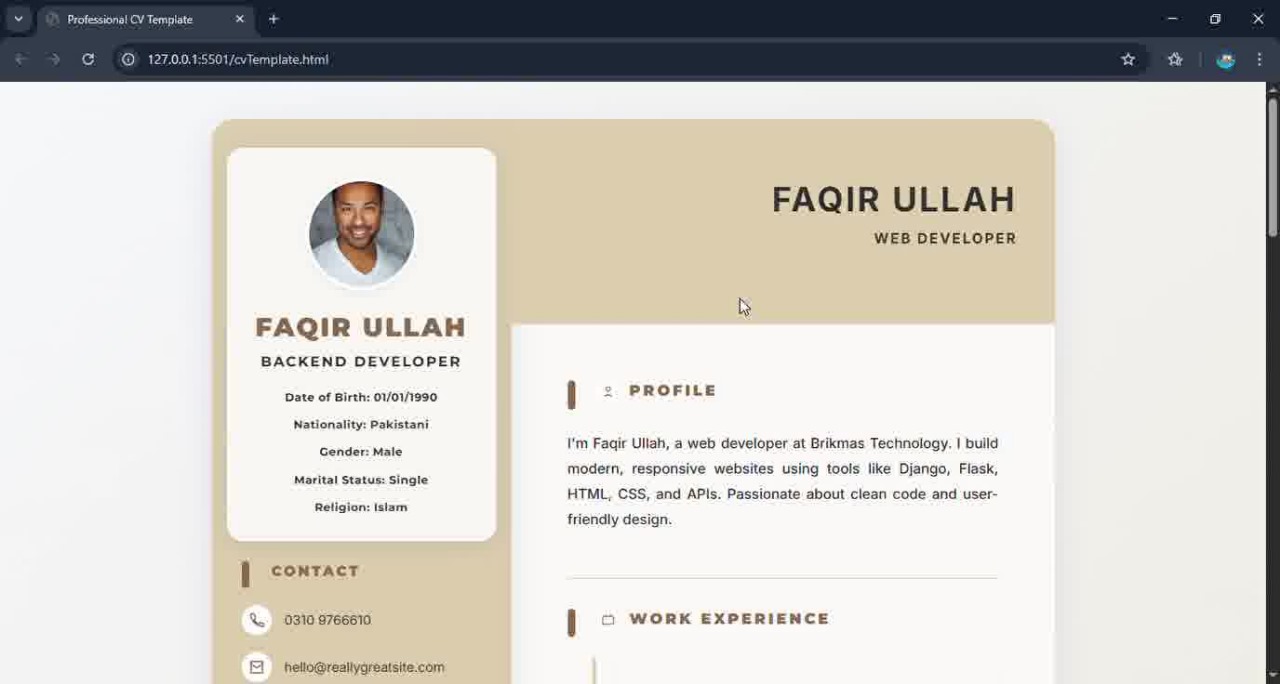 Professional CV Template
127.0.0.1:5501/cvTemplate.html
FAQIR ULLAH
BACKEND DEVELOPER
Date of Birth: 01/01/1990
Nationality: Pakistani
Gender: Male
Marital Status: Single
Religion: Islam
CONTACT
0310 9766610
hello@reallygreatsite.com
FAQIR ULLAH
WEB DEVELOPER
PROFILE
I'm Faqir Ullah, a web developer at Brikmas Technology. I build
modern, responsive websites using tools like Django, Flask,
HTML, CSS, and APIs. Passionate about clean code and user-
friendly design.
WORK EXPERIENCE